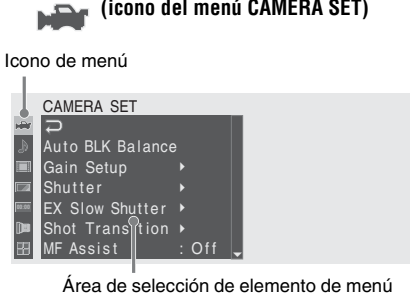 (icono del menú CAMERA SET)
Icono de menú
CAMERA SET
Auto BLK Balance
Gain Setup
Shutter
EX Slow Shutter
Shot Transition
MF Assist : Off
Área de selección de elemento de menú